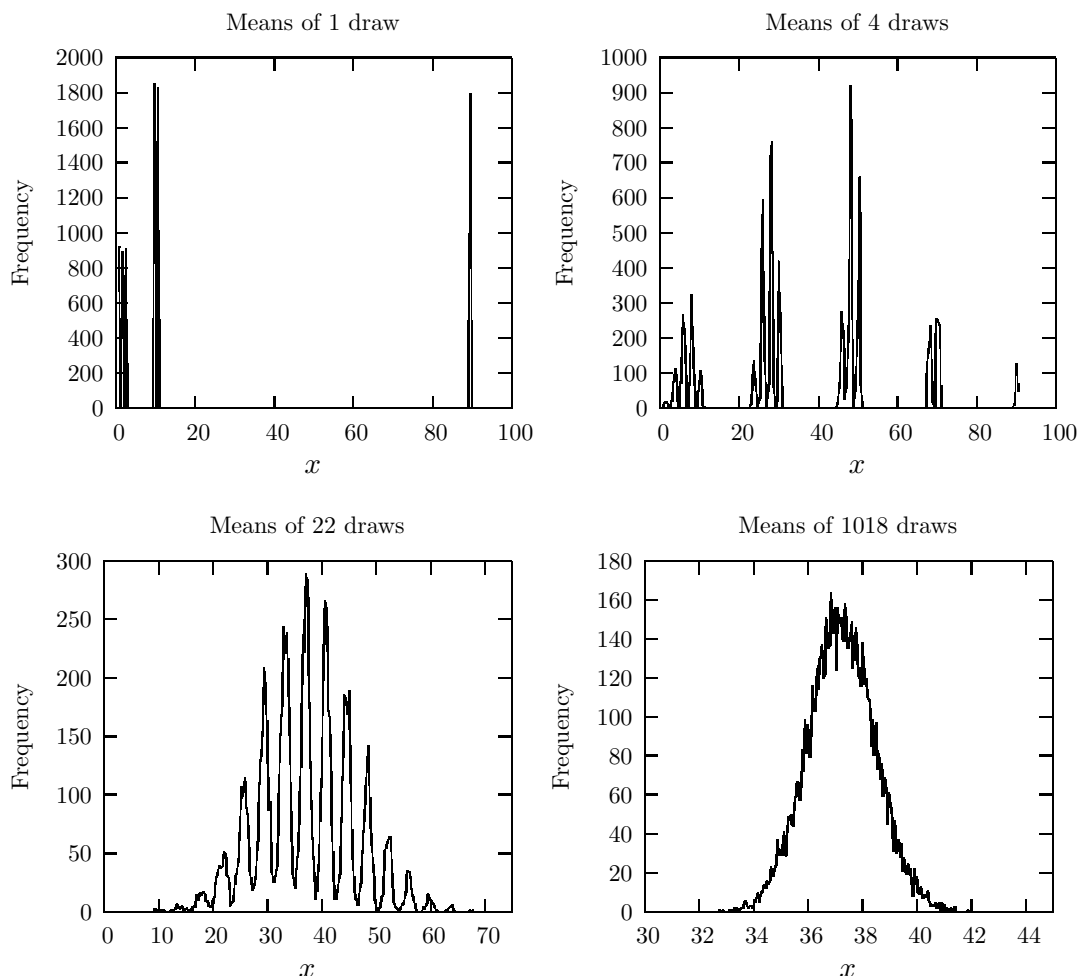 Means of 1 draw
Frequency
2000
1800
1600
1400
1200
1000
800
600
400
200
0
0 20 40 60 80 100
x
Means of 4 draws
Frequency
1000
900
800
700
600
500
400
300
200
100
0
0 20 40 60 80 100
x
Means of 22 draws
Frequency
300
250
200
150
100
50
0
0 10 20 30 40 50 60 70
x
Means of 1018 draws
Frequency
180
160
140
120
100
80
60
40
20
0
30 32 34 36 38 40 42 44
x